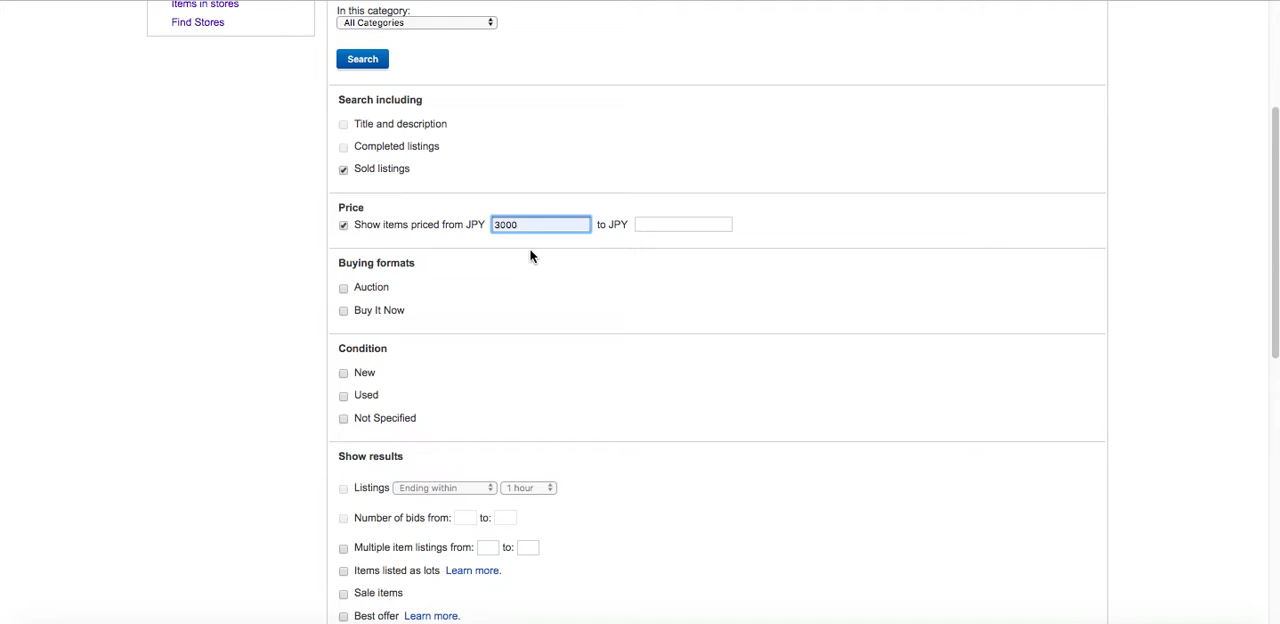 Items in stores
Find Stores
In this category:
All Categories
Search
Search including
Title and description
Completed listings
Sold listings
Price
Show items priced from JPY 3000 to JPY
Buying formats
Auction
Buy It Now
Condition
New
Used
Not Specified
Show results
Listings Ending within 1 hour
Number of bids from: to:
Multiple item listings from: to:
Items listed as lots Learn more.
Sale items
Best offer Learn more.